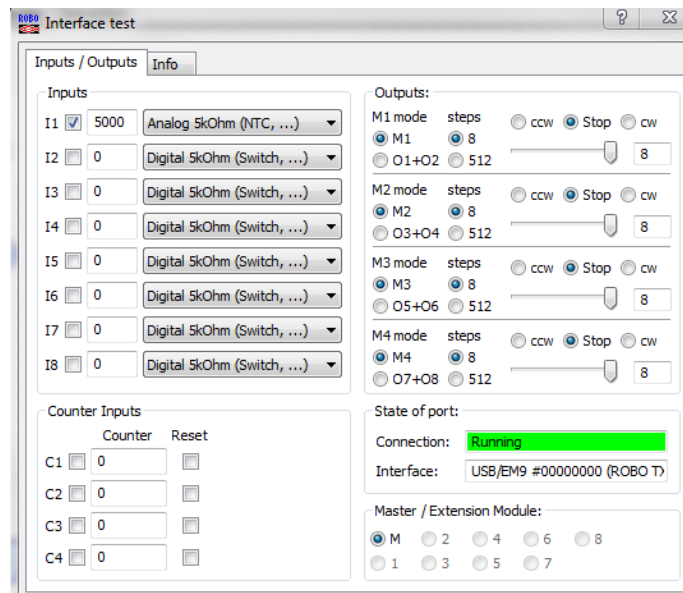 ROBO Interface test
Inputs / Outputs Info
Inputs
I1 5000 Analog 5kOhm (NTC, ...)
I2 0 Digital 5kOhm (Switch, ...)
I3 0 Digital 5kOhm (Switch, ...)
I4 0 Digital 5kOhm (Switch, ...)
I5 0 Digital 5kOhm (Switch, ...)
I6 0 Digital 5kOhm (Switch, ...)
I7 0 Digital 5kOhm (Switch, ...)
I8 0 Digital 5kOhm (Switch, ...)
Outputs:
M1 mode steps ccw Stop cw
M1 8
O1+O2 512 8
M2 mode steps ccw Stop cw
M2 8
O3+O4 512 8
M3 mode steps ccw Stop cw
M3 8
O5+O6 512 8
M4 mode steps ccw Stop cw
M4 8
O7+O8 512 8
Counter Inputs
Counter Reset
C1 0
C2 0
C3 0
C4 0
State of port:
Connection: Running
Interface: USB/EM9 #00000000 (ROBO TX
Master / Extension Module:
M 2 4 6 8
1 3 5 7